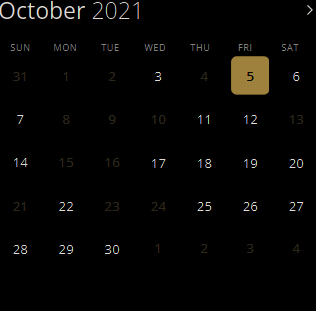 October 2021
SUN MON TUE WED THU FRI SAT
31 1 2 3 4 5 6
7 8 9 10 11 12 13
14 15 16 17 18 19 20
21 22 23 24 25 26 27
28 29 30 1 2 3 4